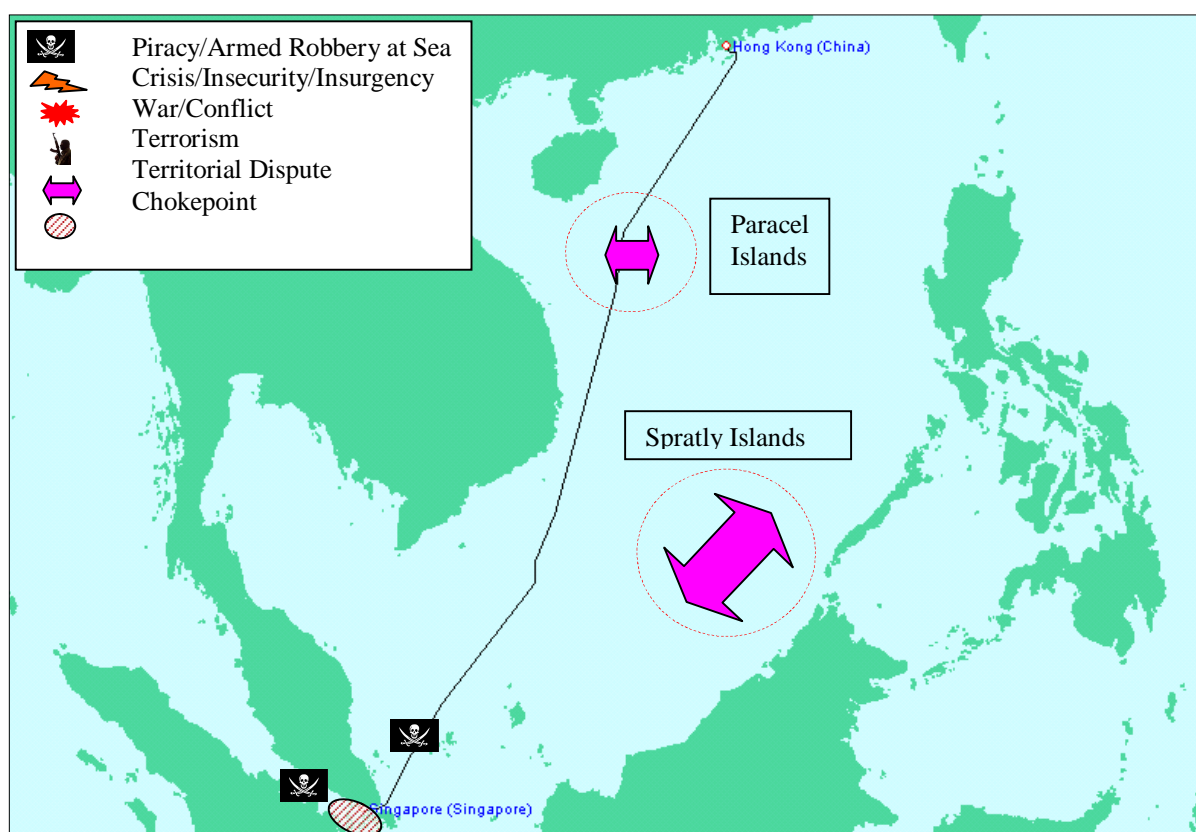 Piracy/Armed Robbery at Sea
Crisis/Insecurity/Insurgency
War/Conflict
Terrorism
Territorial Dispute
Chokepoint
Hong Kong (China)
Paracel
Islands
Spratly Islands
Singapore (Singapore)